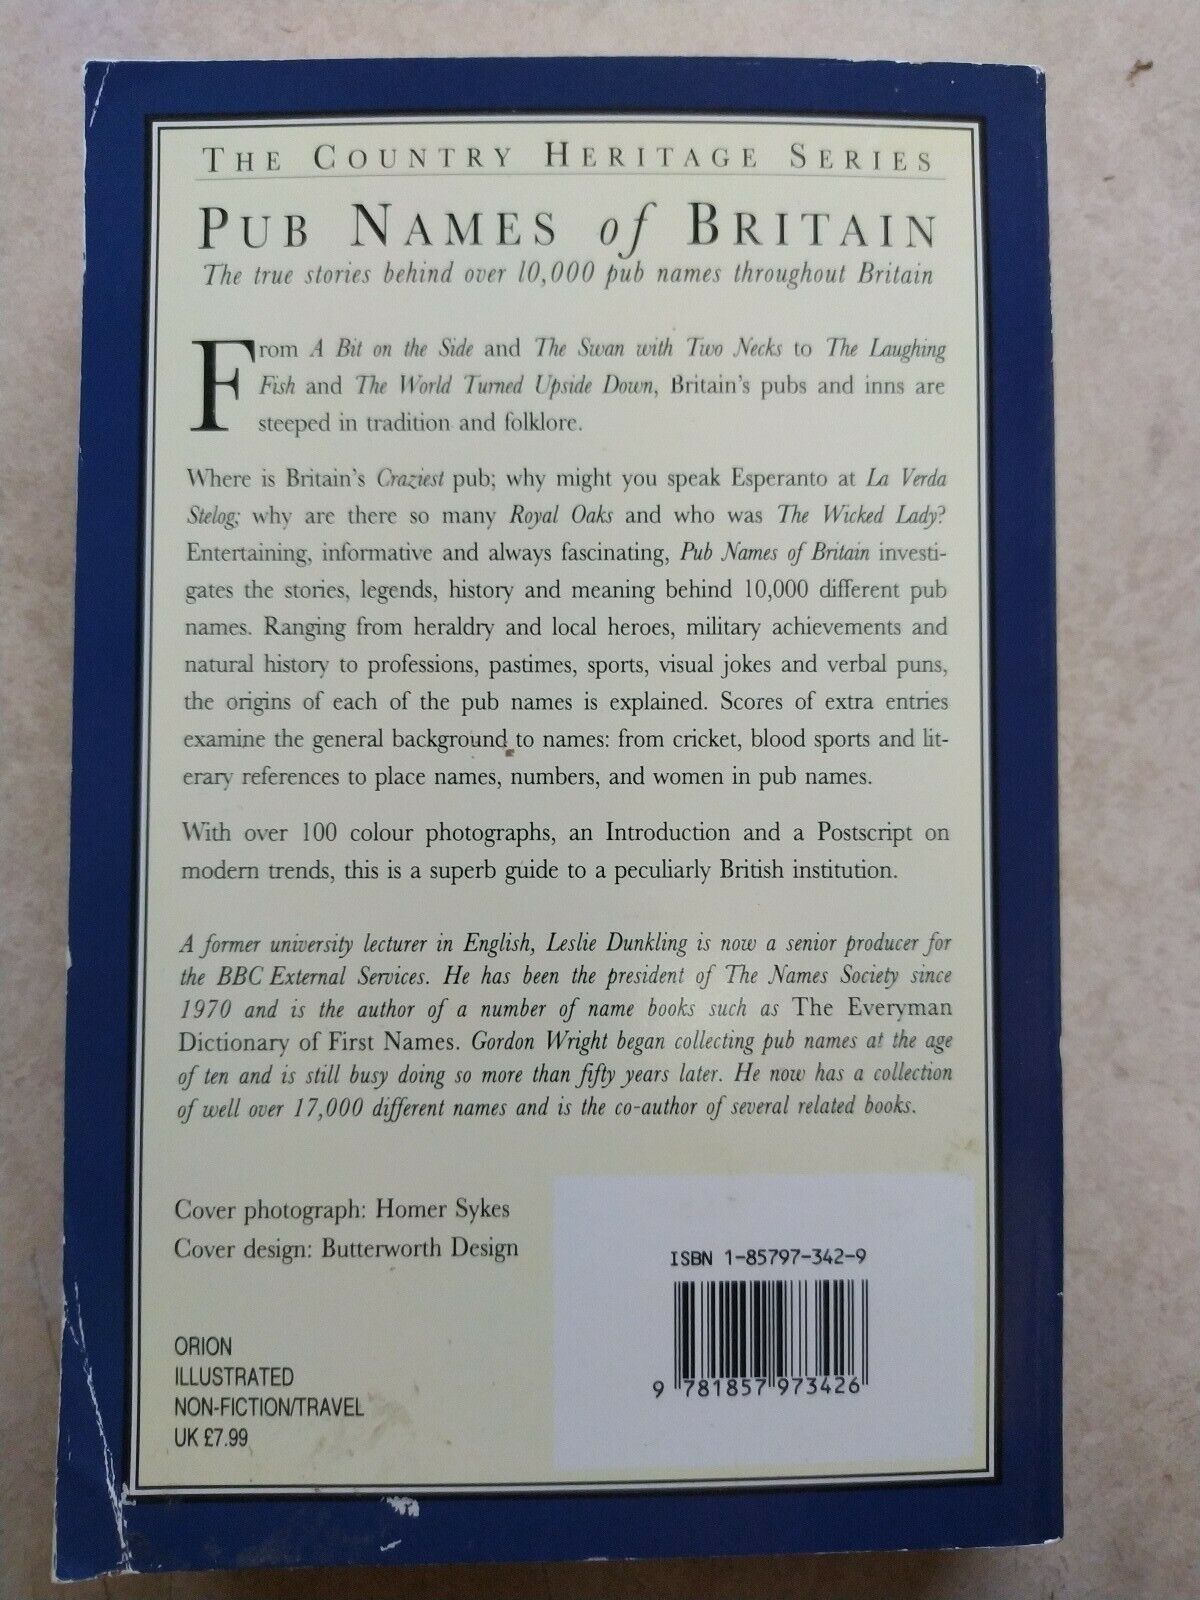 THE COUNTRY HERITAGE SERIES
PUB NAMES of BRITAIN
The true stories behind over 10,000 pub names throughout Britain
From A Bit on the Side and The Swan with Two Necks to The Laughing
Fish and The World Turned Upside Down, Britain's pubs and inns are
steeped in tradition and folklore.
Where is Britain's Craziest pub; why might you speak Esperanto at La Verda
Stelog; why are there so many Royal Oaks and who was The Wicked Lady?
Entertaining, informative and always fascinating, Pub Names of Britain investi-
gates the stories, legends, history and meaning behind 10,000 different pub
names. Ranging from heraldry and local heroes, military achievements and
natural history to professions, pastimes, sports, visual jokes and verbal puns,
the origins of each of the pub names is explained. Scores of extra entries
examine the general background to names: from cricket, blood sports and lit-
erary references to place names, numbers, and women in pub names.
With over 100 colour photographs, an Introduction and a Postscript on
modern trends, this is a superb guide to a peculiarly British institution.
A former university lecturer in English, Leslie Dunkling is now a senior producer for
the BBC External Services. He has been the president of The Names Society since
1970 and is the author of a number of name books such as The Everyman
Dictionary of First Names. Gordon Wright began collecting pub names at the age
of ten and is still busy doing so more than fifty years later. He now has a collection
of well over 17,000 different names and is the co-author of several related books.
Cover photograph: Homer Sykes
Cover design: Butterworth Design
ISBN 1-85797-342-9
9 781857 973426
ORION
ILLUSTRATED
NON-FICTION/TRAVEL
UK £7.99